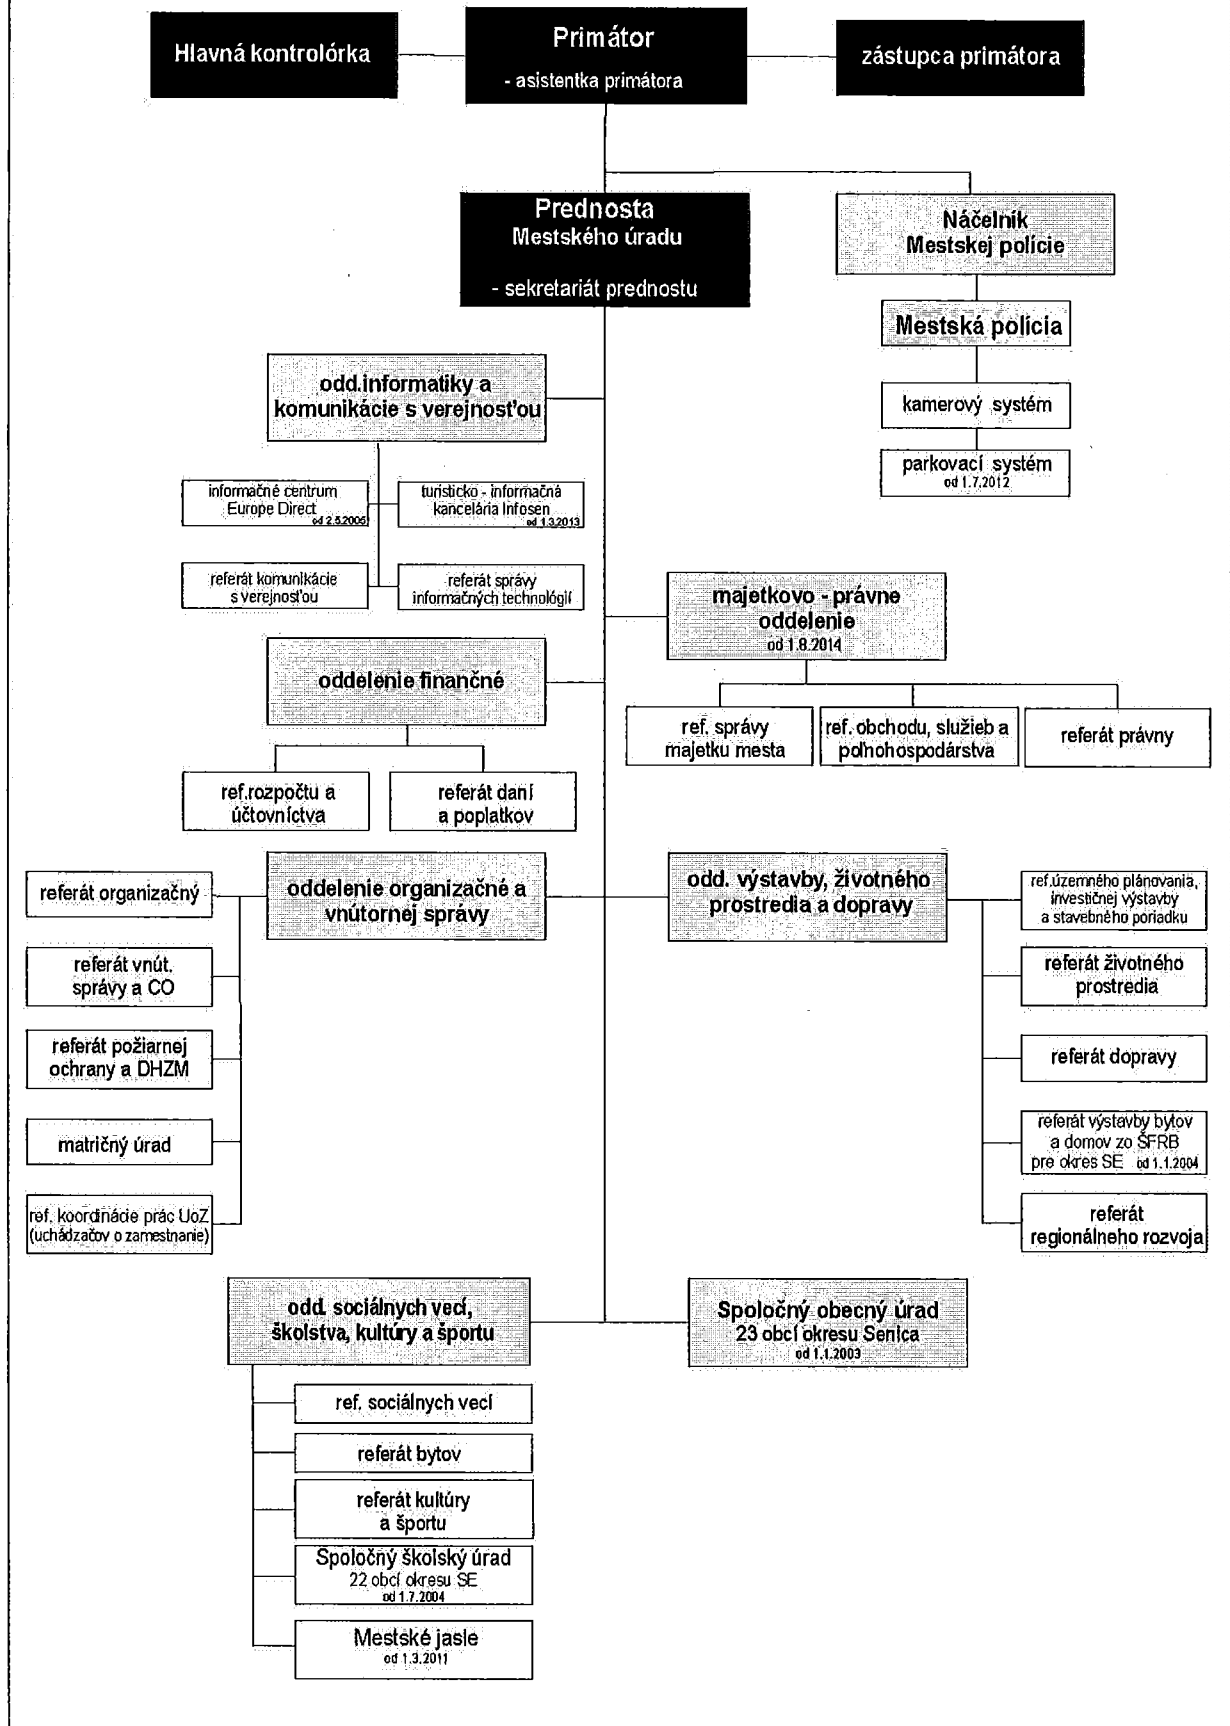 Hlavná kontrolórka
Primátor
- asistentka primátora
zástupca primátora
Prednosta
Mestského úradu
- sekretariát prednostu
Náčelník
Mestskej polície
Mestská polícia
kamerový systém
parkovací systém
od 1.7.2012
odd.informatiky a
komunikácie s verejnosťou
informačné centrum
Europe Direct
od 2.5.2005
turisticko - informačná
kancelária Infosen
od 1.3.2013
referát komunikácie
s verejnosťou
referát správy
informačných technológií
majetkovo - právne
oddelenie
od 1.8.2014
oddelenie finančné
ref. správy
majetku mesta
ref. obchodu, služieb a
poľnohospodárstva
referát právny
ref.rozpočtu a
účtovníctva
referát daní
a poplatkov
referát organizačný
oddelenie organizačné a
vnútornej správy
odd. výstavby, životného
prostredia a dopravy
ref.územného plánovania,
investičnej výstavby
a stavebného poriadku
referát vnút.
správy a CO
referát životného
prostredia
referát požiarnej
ochrany a DHZM
referát dopravy
matričný úrad
referát výstavby bytov
a domov zo ŠFRB
pre okres SE od 1.1.2004
ref. koordinácie prác UoZ
(uchádzačov o zamestnanie)
referát
regionálneho rozvoja
odd. sociálnych vecí,
školstva, kultúry a športu
Spoločný obecný úrad
23 obcí okresu Senica
od 1.1.2003
ref. sociálnych vecí
referát bytov
referát kultúry
a športu
Spoločný školský úrad
22 obcí okresu SE
od 1.7.2004
Mestské jasle
od 1.3.2011